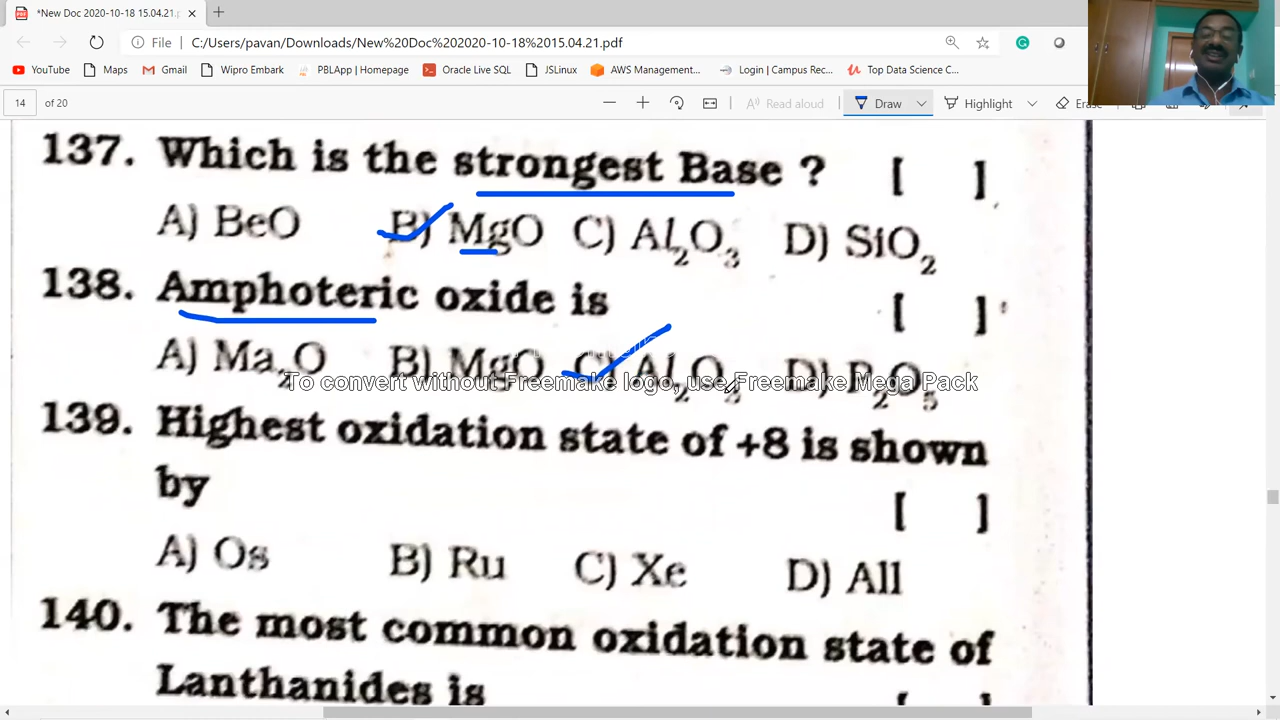 *New Doc 2020-10-18 15.04.21.p
File
C:/Users/pavan/Downloads/New%20Doc%202020-10-18%2015.04.21.pdf
YouTube Maps Gmail Wipro Embark PBLApp | Homepage Oracle Live SQL JSLinux AWS Management... Login | Campus Rec... Top Data Science C...
14 of 20
Read aloud Draw Highlight Erase
137. Which is the strongest Base ? [ ]
A) BeO B) MgO C) Al₂O₃ D) SiO₂
138. Amphoteric oxide is [ ]
A) Ma₂O B) MgO C) Al₂O₃ D) P₂O₅
To convert without Freemake logo, use Freemake Mega Pack
139. Highest oxidation state of +8 is shown
by [ ]
A) Os B) Ru C) Xe D) All
140. The most common oxidation state of
Lanthanides is [ ]